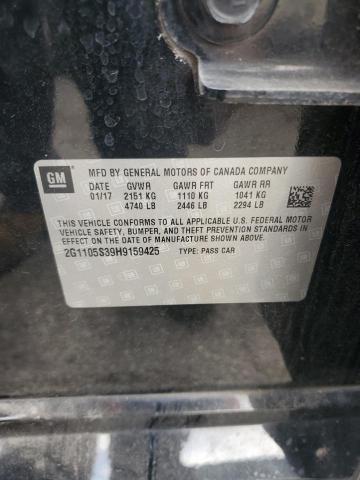 GM
MFD BY GENERAL MOTORS OF CANADA COMPANY
DATE GVWR GAWR FRT GAWR RR
01/17 2151 KG 1110 KG 1041 KG
4740 LB 2446 LB 2294 LB
THIS VEHICLE CONFORMS TO ALL APPLICABLE U.S. FEDERAL MOTOR
VEHICLE SAFETY, BUMPER, AND THEFT PREVENTION STANDARDS
IN EFFECT ON THE DATE OF MANUFACTURE SHOWN ABOVE.
2G1105S39H9159425 TYPE: PASS CAR